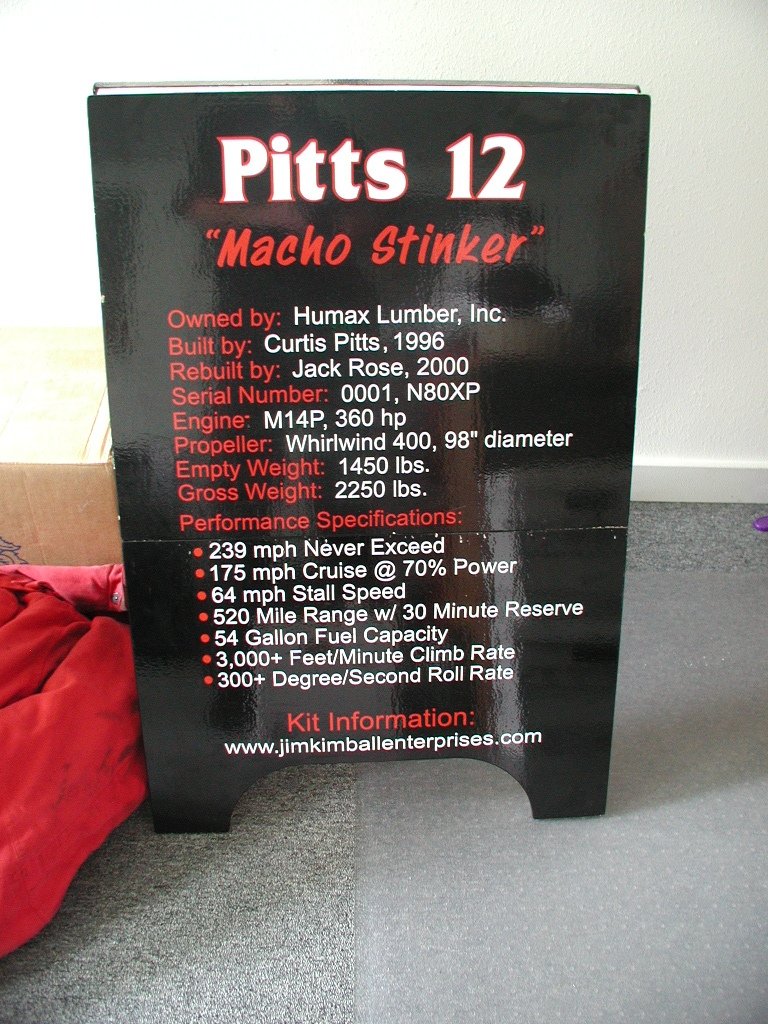 Pitts 12
"Macho Stinker"
Owned by: Humax Lumber, Inc.
Built by: Curtis Pitts, 1996
Rebuilt by: Jack Rose, 2000
Serial Number: 0001, N80XP
Engine: M14P, 360 hp
Propeller: Whirlwind 400, 98" diameter
Empty Weight: 1450 lbs.
Gross Weight: 2250 lbs.
Performance Specifications:
• 239 mph Never Exceed
• 175 mph Cruise @ 70% Power
• 64 mph Stall Speed
• 520 Mile Range w/ 30 Minute Reserve
• 54 Gallon Fuel Capacity
• 3,000+ Feet/Minute Climb Rate
• 300+ Degree/Second Roll Rate
Kit Information:
www.jimkimballenterprises.com